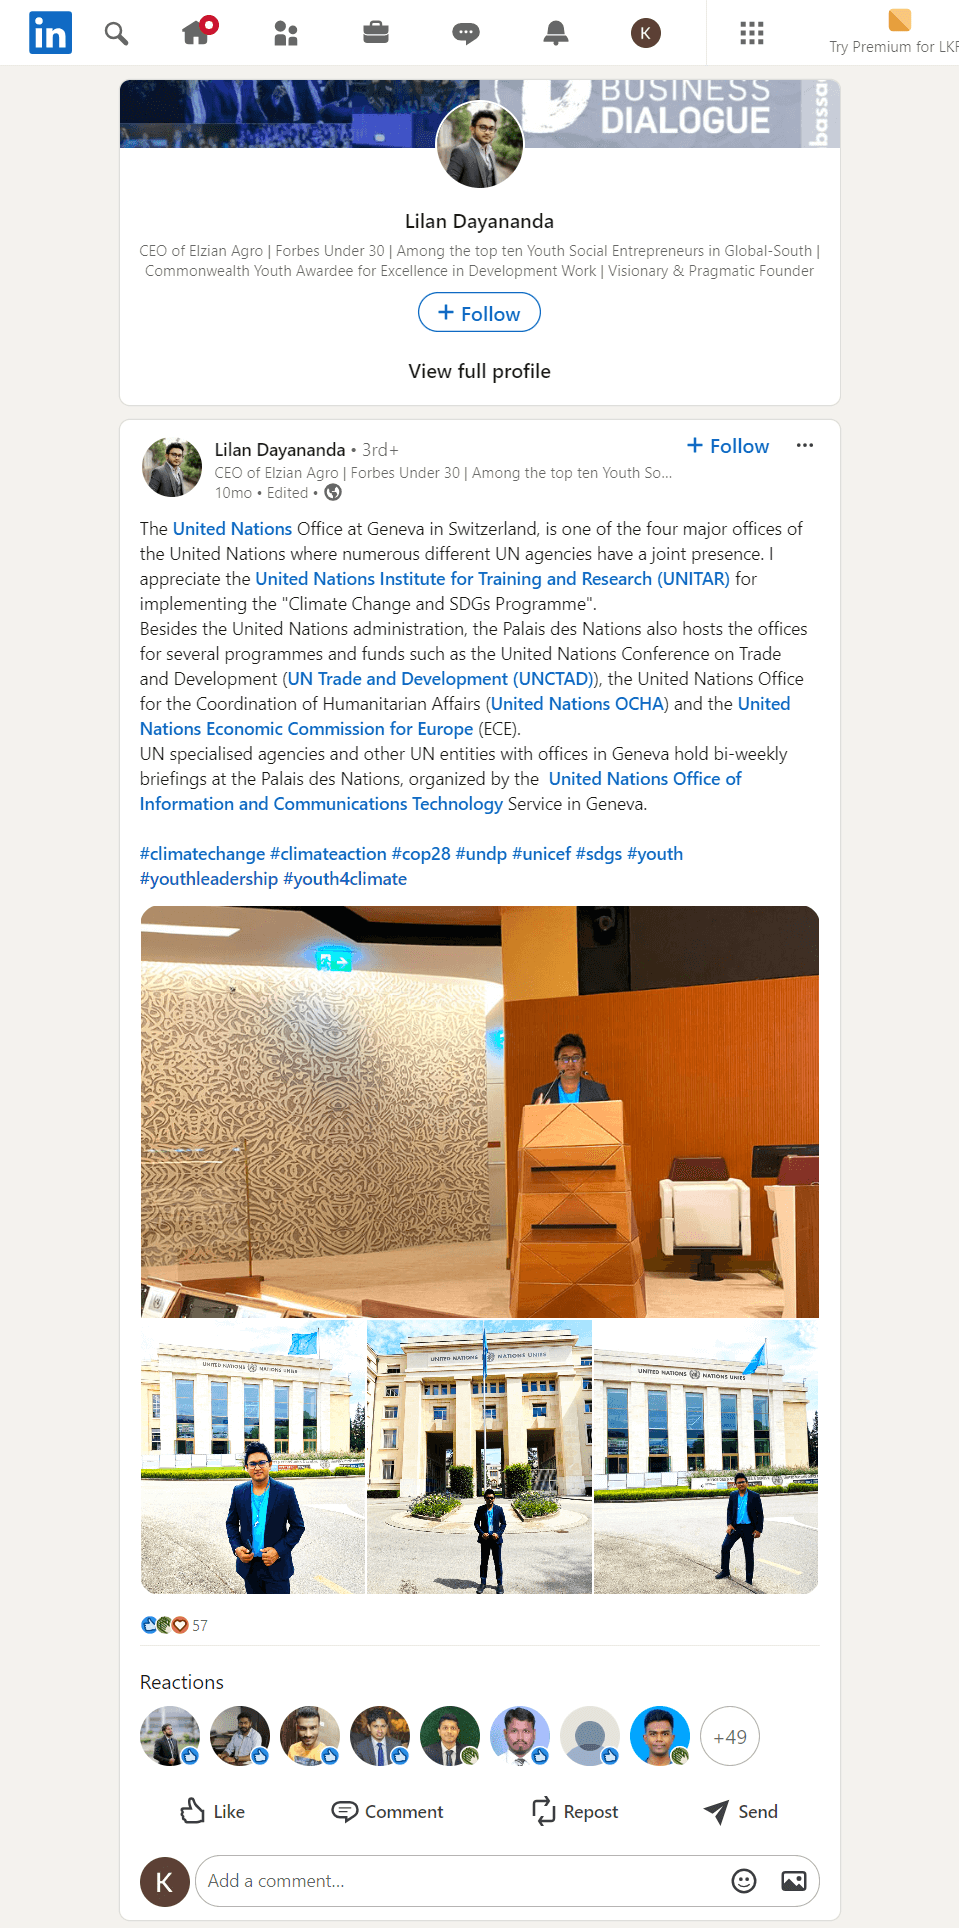 in
K
Try Premium for LKR
BUSINESS
DIALOGUE
bassa
Lilan Dayananda
CEO of Elzian Agro | Forbes Under 30 | Among the top ten Youth Social Entrepreneurs in Global-South |
Commonwealth Youth Awardee for Excellence in Development Work | Visionary & Pragmatic Founder
+ Follow
View full profile
Lilan Dayananda • 3rd+
+ Follow ···
CEO of Elzian Agro | Forbes Under 30 | Among the top ten Youth So...
10mo • Edited •
The United Nations Office at Geneva in Switzerland, is one of the four major offices of
the United Nations where numerous different UN agencies have a joint presence. I
appreciate the United Nations Institute for Training and Research (UNITAR) for
implementing the "Climate Change and SDGs Programme".
Besides the United Nations administration, the Palais des Nations also hosts the offices
for several programmes and funds such as the United Nations Conference on Trade
and Development (UN Trade and Development (UNCTAD)), the United Nations Office
for the Coordination of Humanitarian Affairs (United Nations OCHA) and the United
Nations Economic Commission for Europe (ECE).
UN specialised agencies and other UN entities with offices in Geneva hold bi-weekly
briefings at the Palais des Nations, organized by the United Nations Office of
Information and Communications Technology Service in Geneva.
#climatechange #climateaction #cop28 #undp #unicef #sdgs #youth
#youthleadership #youth4climate
UNITED NATIONS NATIONS UNIES
UNITED NATIONS NATIONS UNIES
UNITED NATIONS NATIONS UNIES
57
Reactions
+49
Like
Comment
Repost
Send
K
Add a comment...